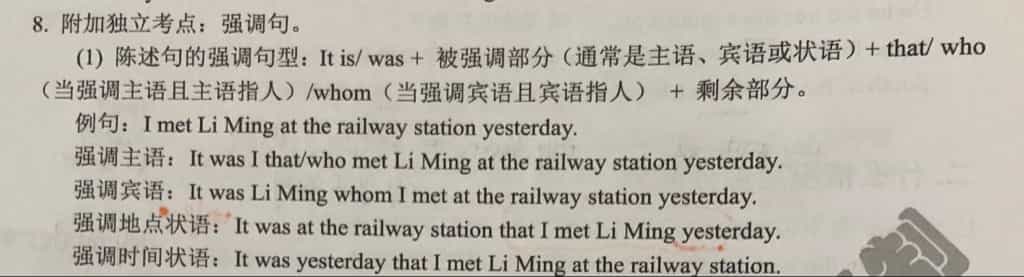 8. 附加独立考点：强调句。
(1) 陈述句的强调句型：It is/ was + 被强调部分（通常是主语、宾语或状语）+ that/ who
（当强调主语且主语指人）/whom（当强调宾语且宾语指人） + 剩余部分。
例句：I met Li Ming at the railway station yesterday.
强调主语：It was I that/who met Li Ming at the railway station yesterday.
强调宾语：It was Li Ming whom I met at the railway station yesterday.
强调地点状语：It was at the railway station that I met Li Ming yesterday.
强调时间状语：It was yesterday that I met Li Ming at the railway station.